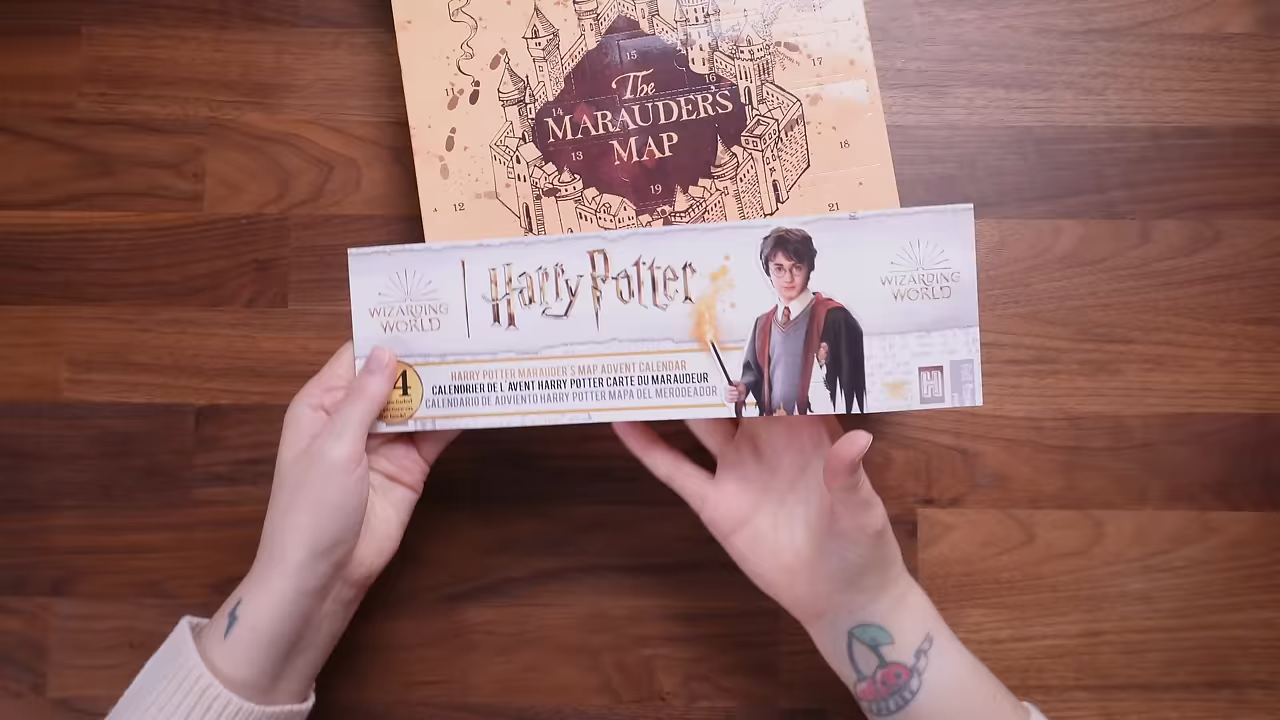 15
17
16
The
11
14
MARAUDERS
13
MAP
18
19
12
21
WIZARDING
WORLD
Harry Potter
WIZARDING
WORLD
HARRY POTTER MARAUDER'S MAP ADVENT CALENDAR
CALENDRIER DE L'AVENT HARRY POTTER CARTE DU MARAUDEUR
CALENDARIO DE ADVIENTO HARRY POTTER MAPA DEL MERODEADOR
4
H